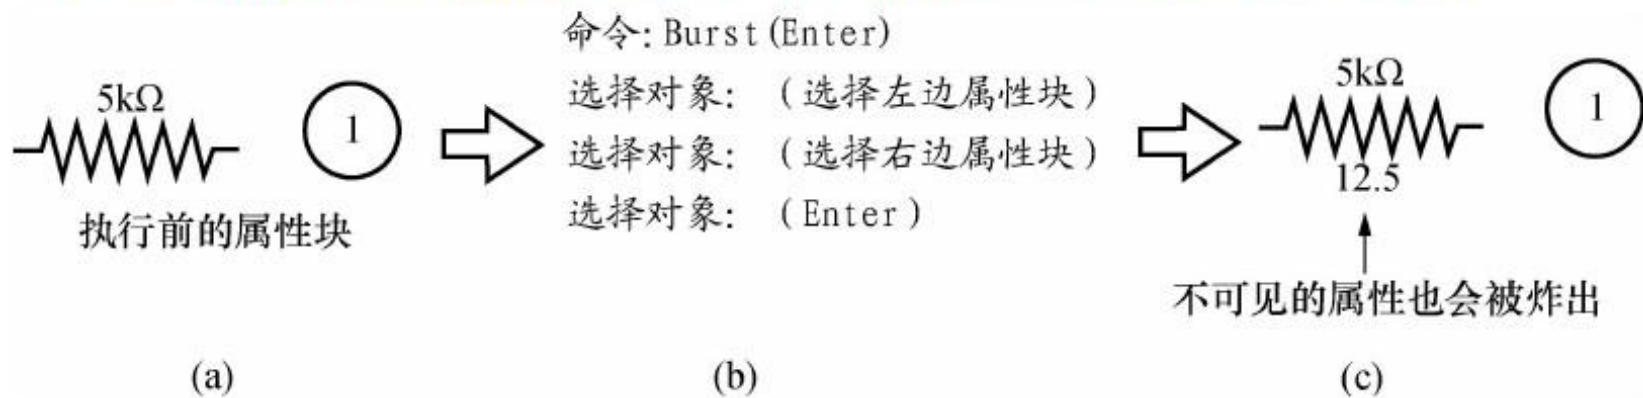 命令: Burst(Enter)
选择对象: (选择左边属性块)
选择对象: (选择右边属性块)
选择对象: (Enter)
5kΩ
1
执行前的属性块
5kΩ
1
12.5
不可见的属性也会被炸出
(a)
(b)
(c)